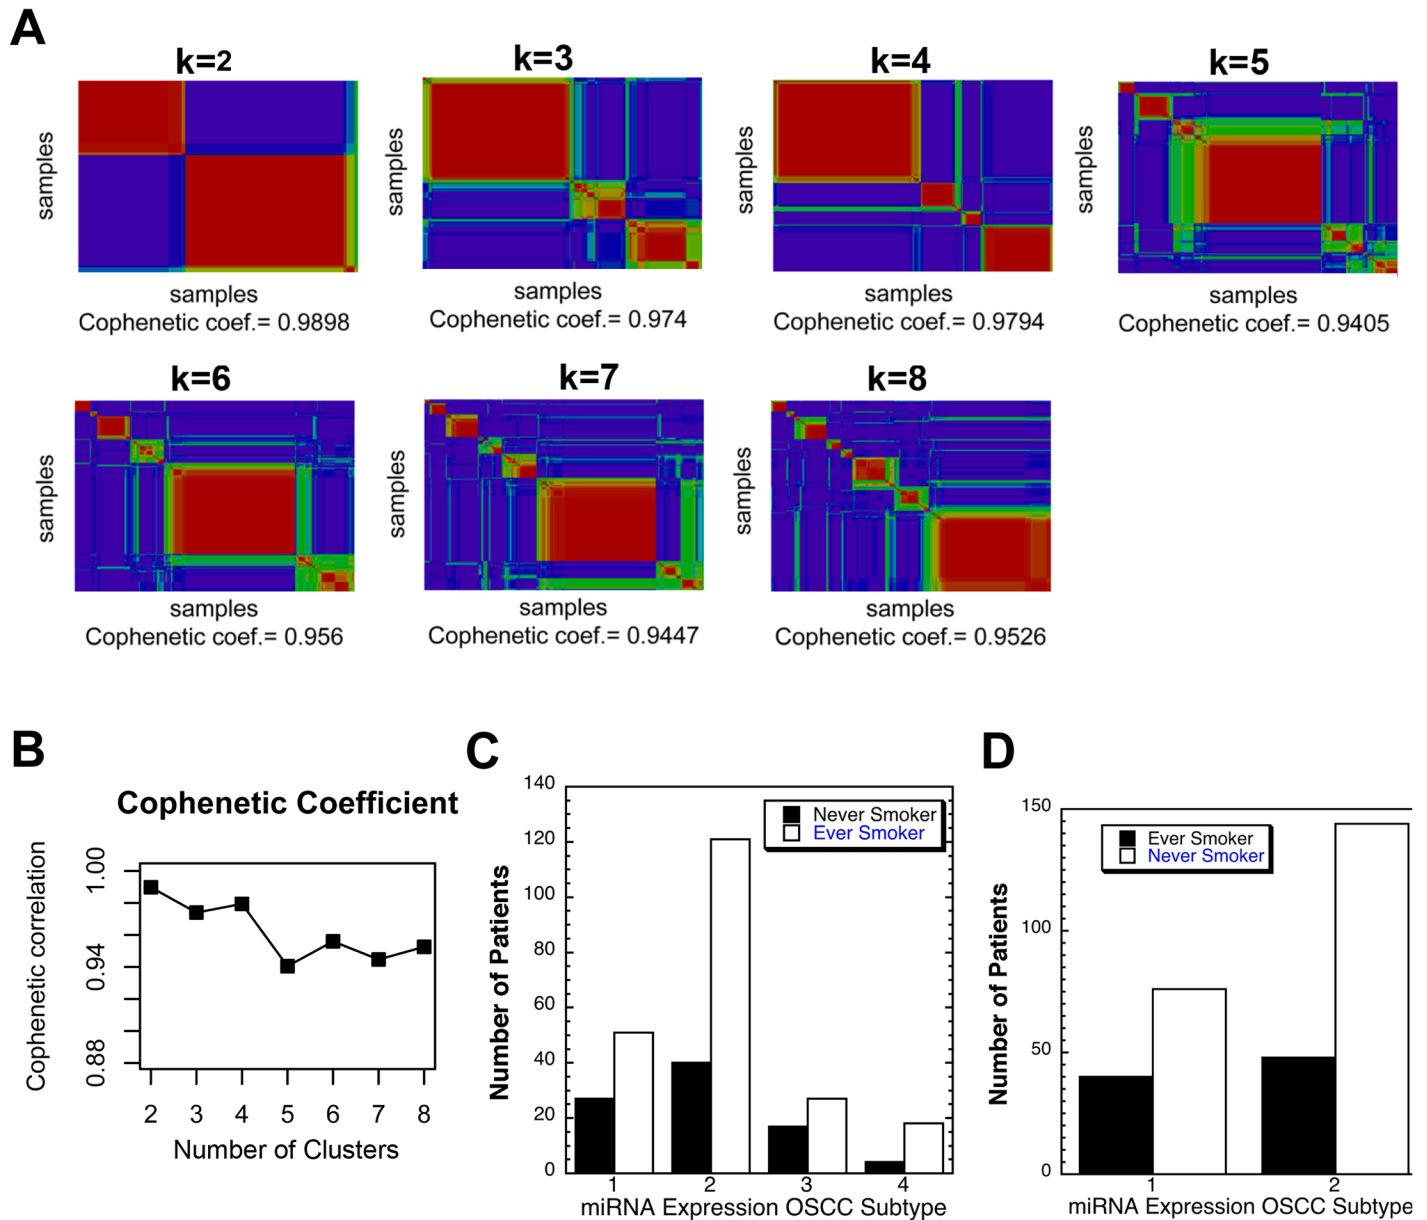 A
k=2
k=3
k=4
k=5
samples
samples
samples
samples
samples
samples
samples
samples
Cophenetic coef.= 0.9898
Cophenetic coef.= 0.974
Cophenetic coef.= 0.9794
Cophenetic coef.= 0.9405
k=6
k=7
k=8
samples
samples
samples
samples
samples
samples
Cophenetic coef.= 0.956
Cophenetic coef.= 0.9447
Cophenetic coef.= 0.9526
B
Cophenetic Coefficient
Cophenetic correlation
1.00
0.94
0.88
2 3 4 5 6 7 8
Number of Clusters
C
Number of Patients
140
120
100
80
60
40
20
0
Never Smoker
Ever Smoker
1 2 3 4
miRNA Expression OSCC Subtype
D
Number of Patients
150
100
50
0
Ever Smoker
Never Smoker
1 2
miRNA Expression OSCC Subtype